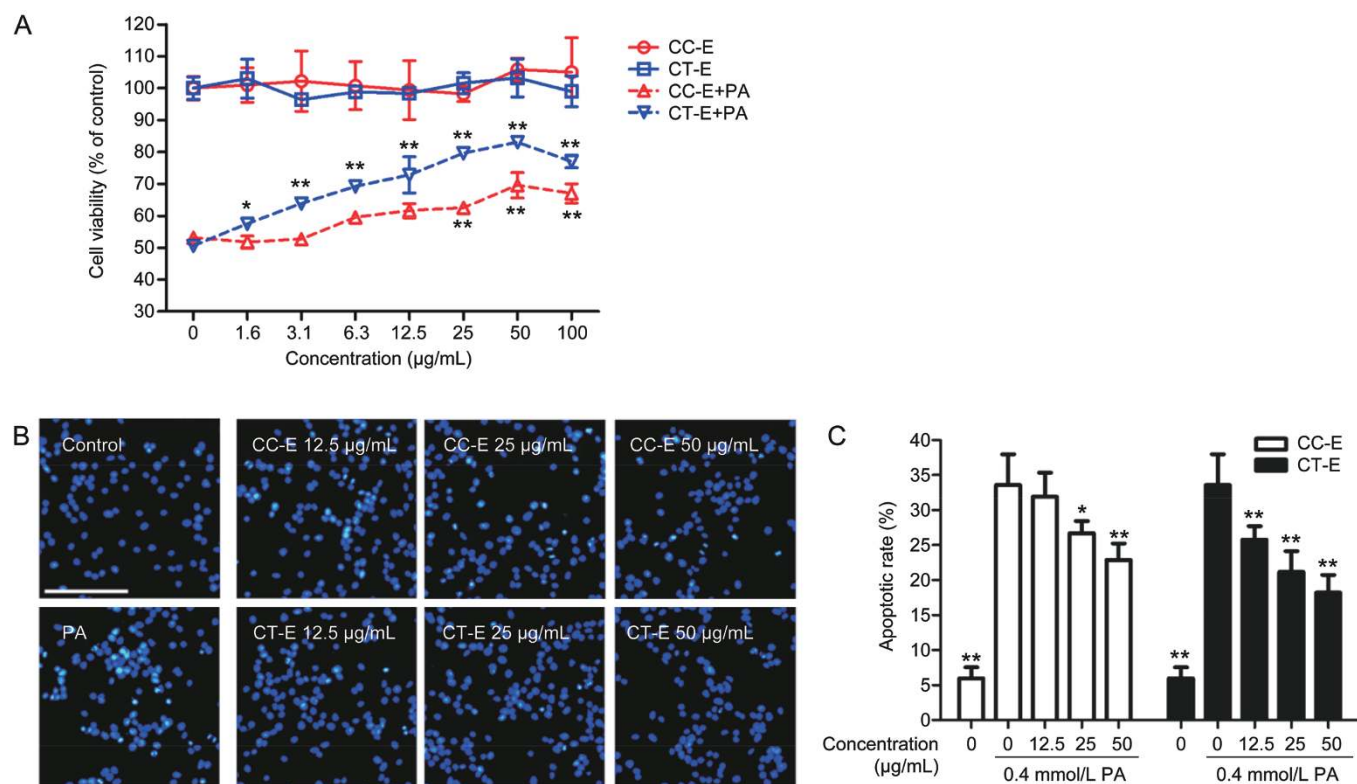 A
120
110
100
90
80
70
60
50
40
30
Cell viability (% of control)
* ** ** ** ** ** **
** ** **
0 1.6 3.1 6.3 12.5 25 50 100
Concentration (µg/mL)
CC-E
CT-E
CC-E+PA
CT-E+PA
B
Control
CC-E 12.5 µg/mL
CC-E 25 µg/mL
CC-E 50 µg/mL
PA
CT-E 12.5 µg/mL
CT-E 25 µg/mL
CT-E 50 µg/mL
C
40
35
30
25
20
15
10
5
0
Apoptotic rate (%)
CC-E
CT-E
** * ** ** ** ** **
Concentration
(µg/mL)
0 0 12.5 25 50 0 0 12.5 25 50
0.4 mmol/L PA 0.4 mmol/L PA